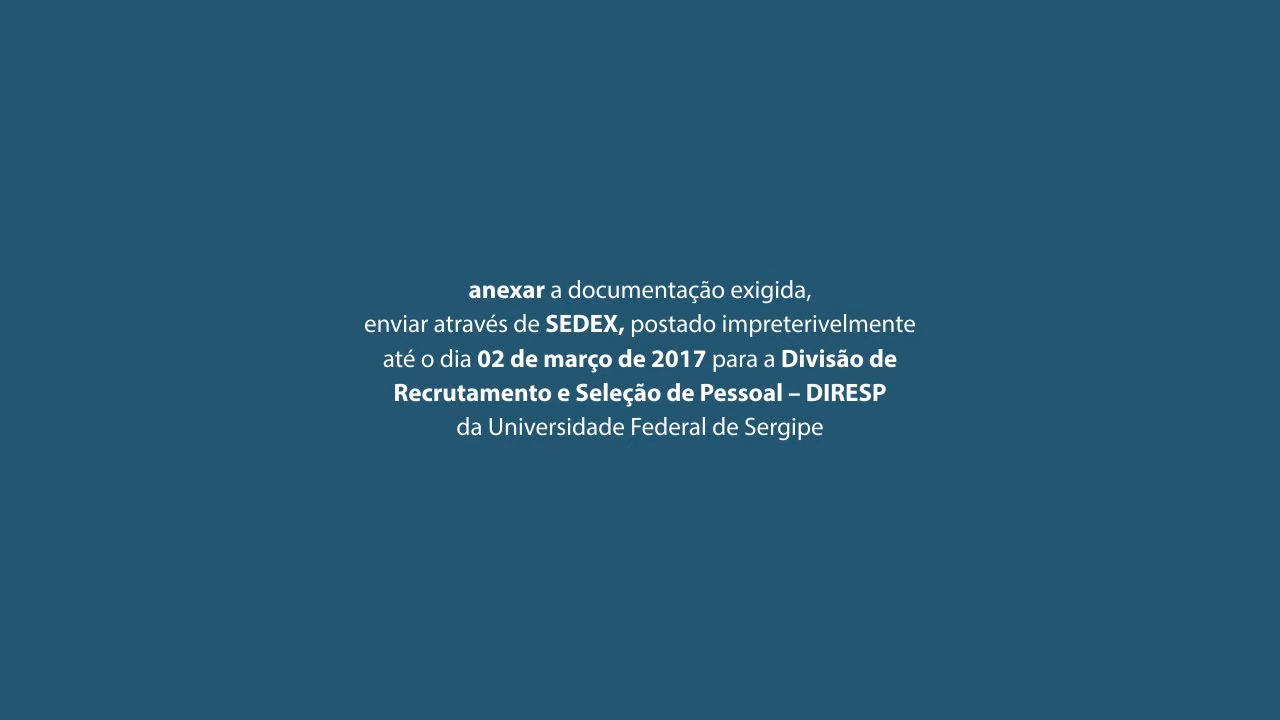 anexar a documentação exigida,
enviar através de SEDEX, postado impreterivelmente
até o dia 02 de março de 2017 para a Divisão de
Recrutamento e Seleção de Pessoal – DIRESP
da Universidade Federal de Sergipe